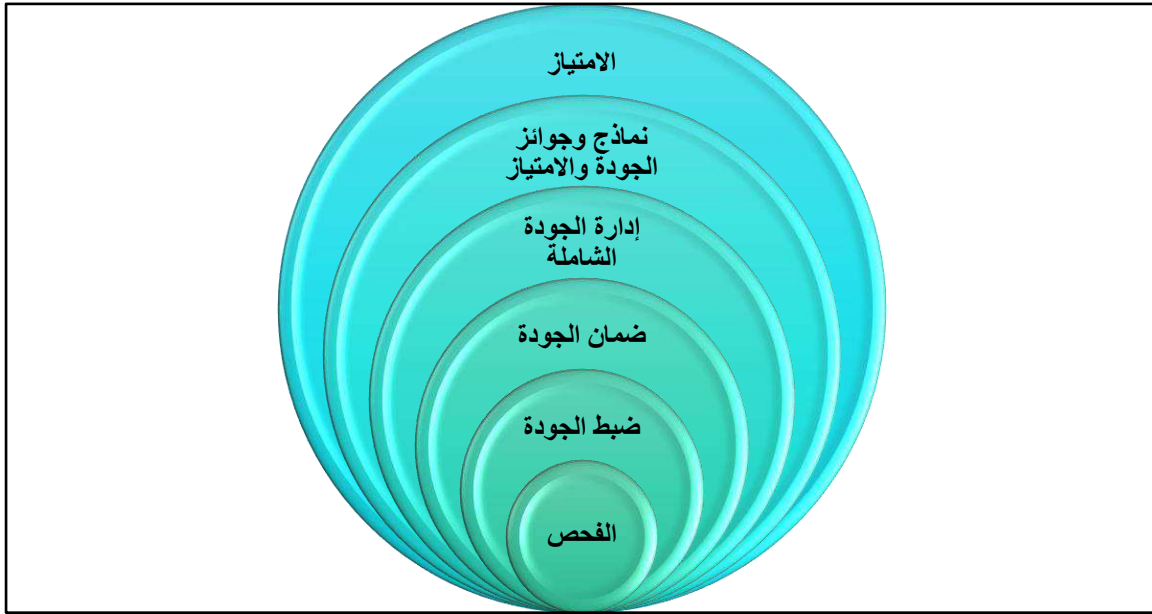 الامتياز
نماذج وجوائز
الجودة والامتياز
إدارة الجودة
الشاملة
ضمان الجودة
ضبط الجودة
الفحص